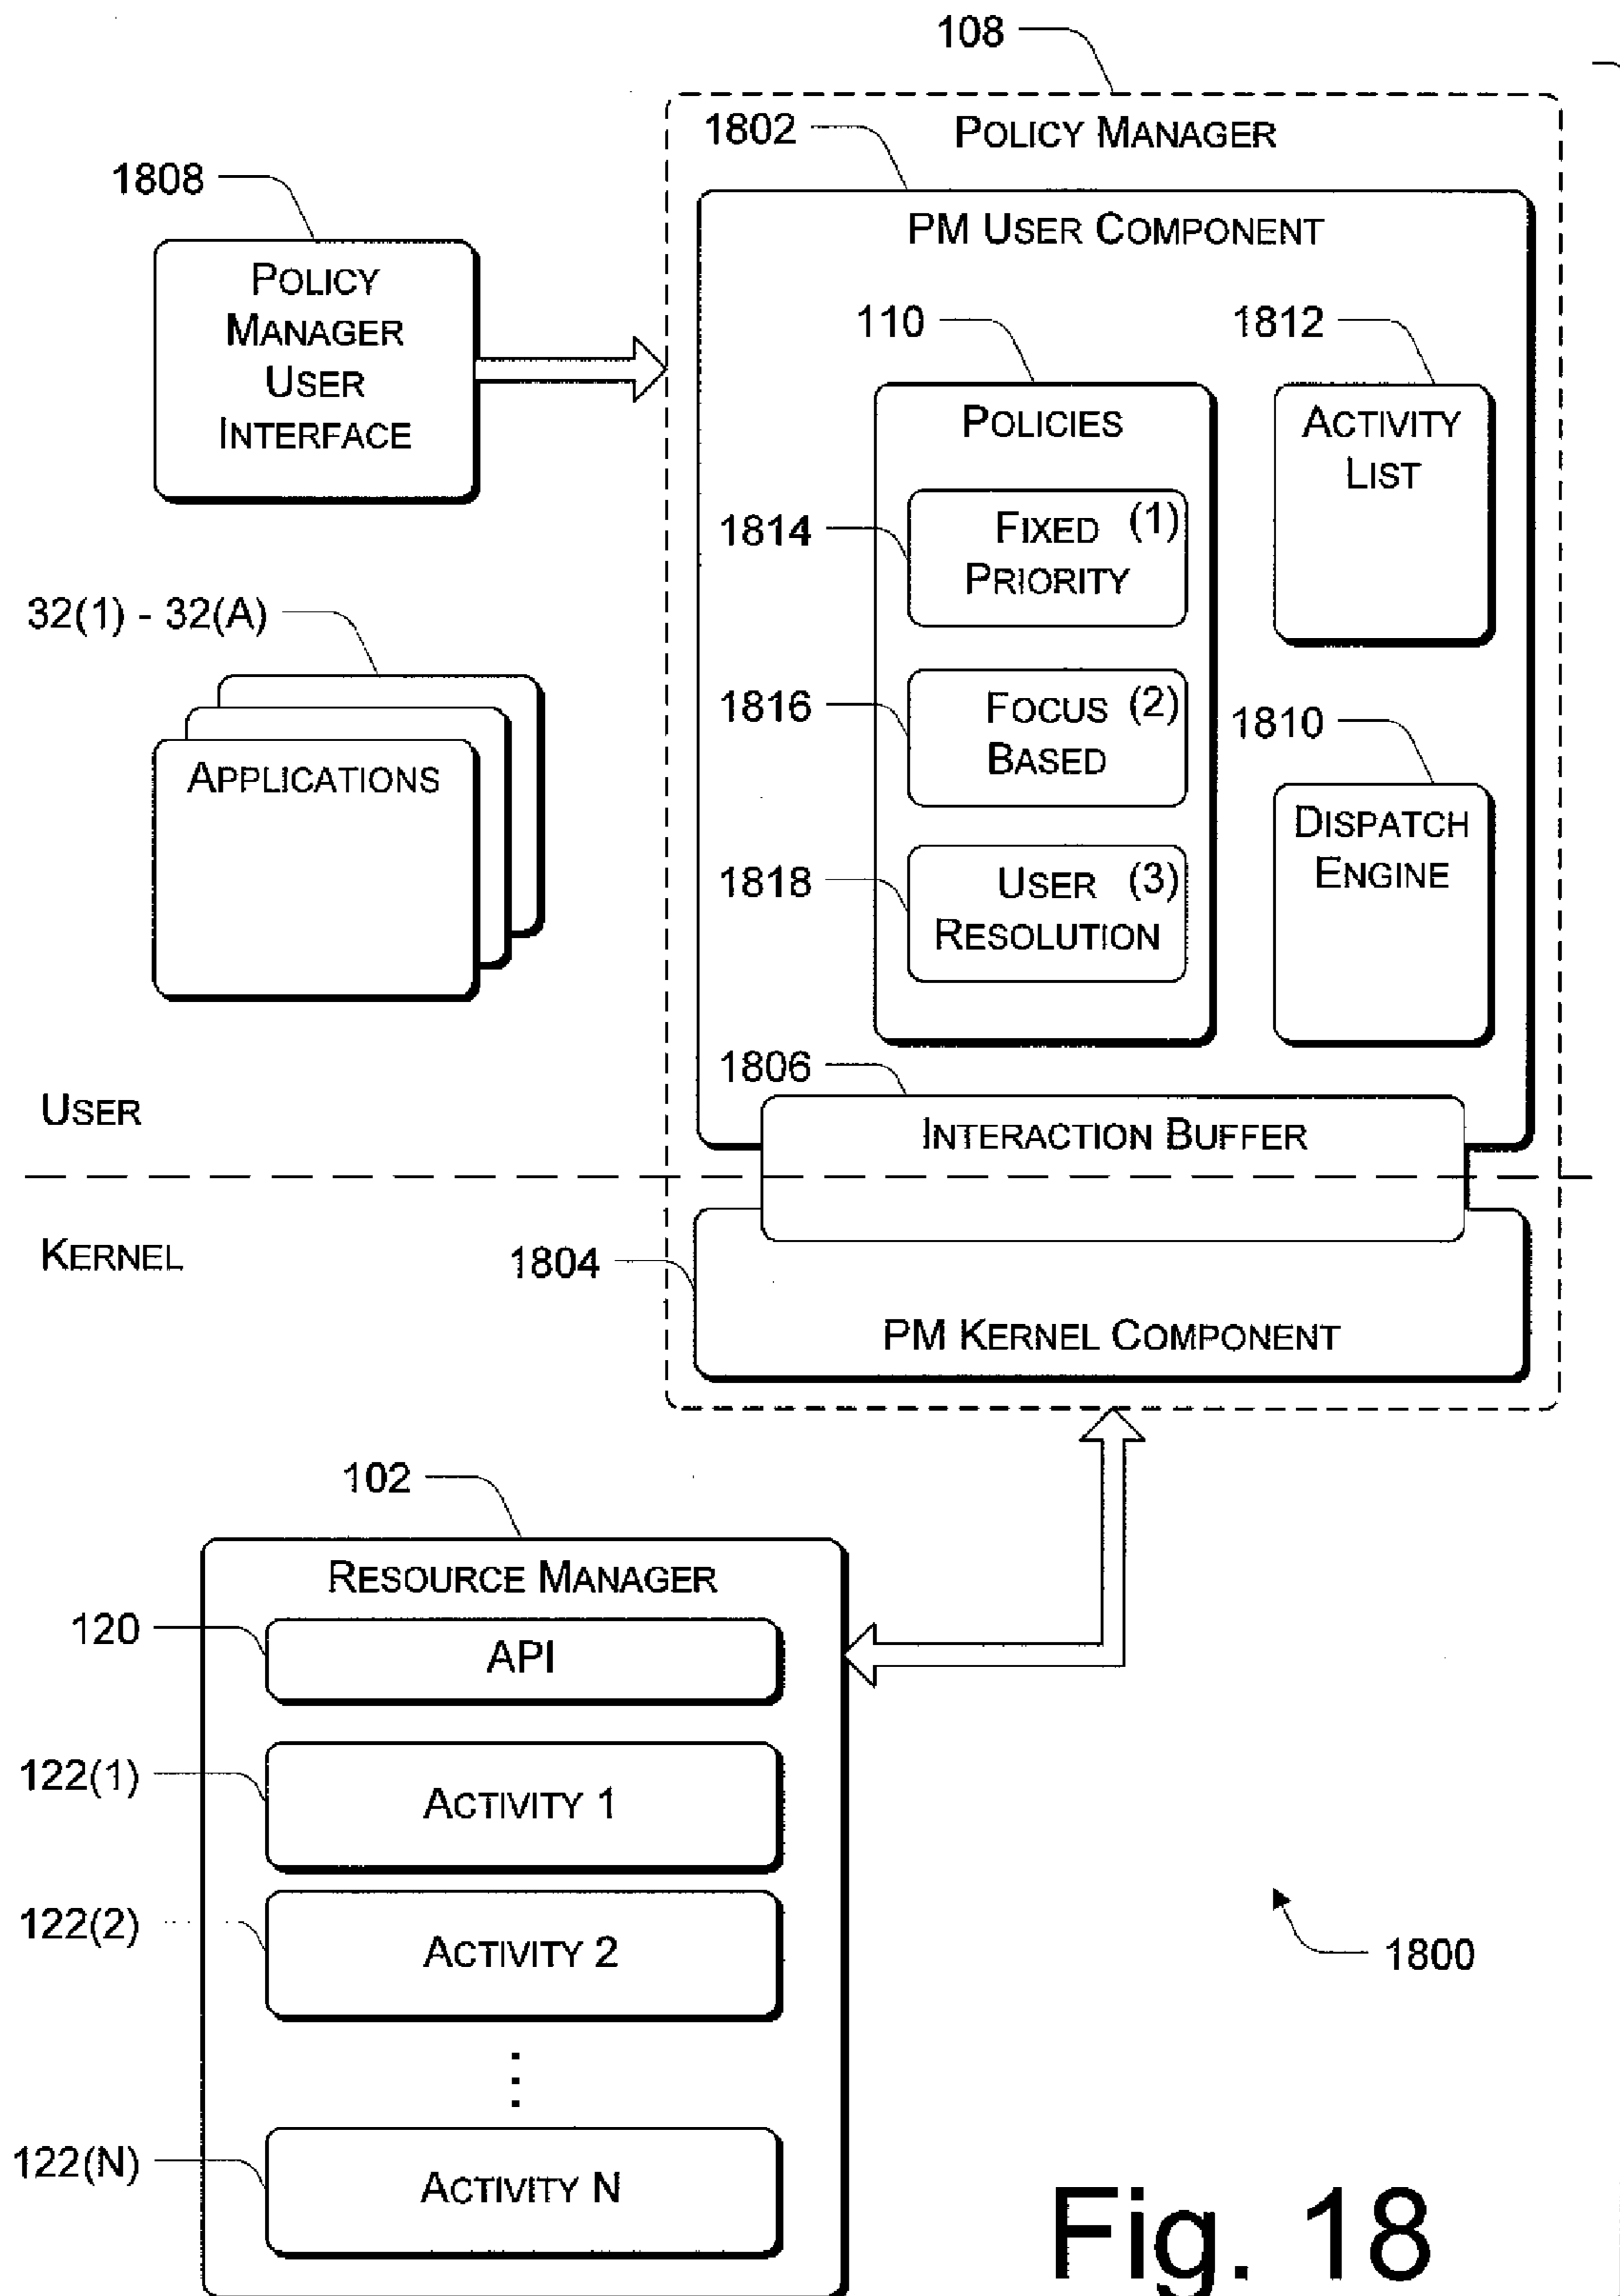 108
1802
POLICY MANAGER
1808
PM USER COMPONENT
POLICY
MANAGER
USER
INTERFACE
110
1812
POLICIES
ACTIVITY
LIST
1814
FIXED (1)
PRIORITY
32(1) - 32(A)
1816
FOCUS (2)
BASED
1810
APPLICATIONS
DISPATCH
ENGINE
1818
USER (3)
RESOLUTION
1806
USER
INTERACTION BUFFER
KERNEL
1804
PM KERNEL COMPONENT
102
RESOURCE MANAGER
120
API
122(1)
ACTIVITY 1
122(2)
ACTIVITY 2
1800
122(N)
ACTIVITY N
Fig. 18